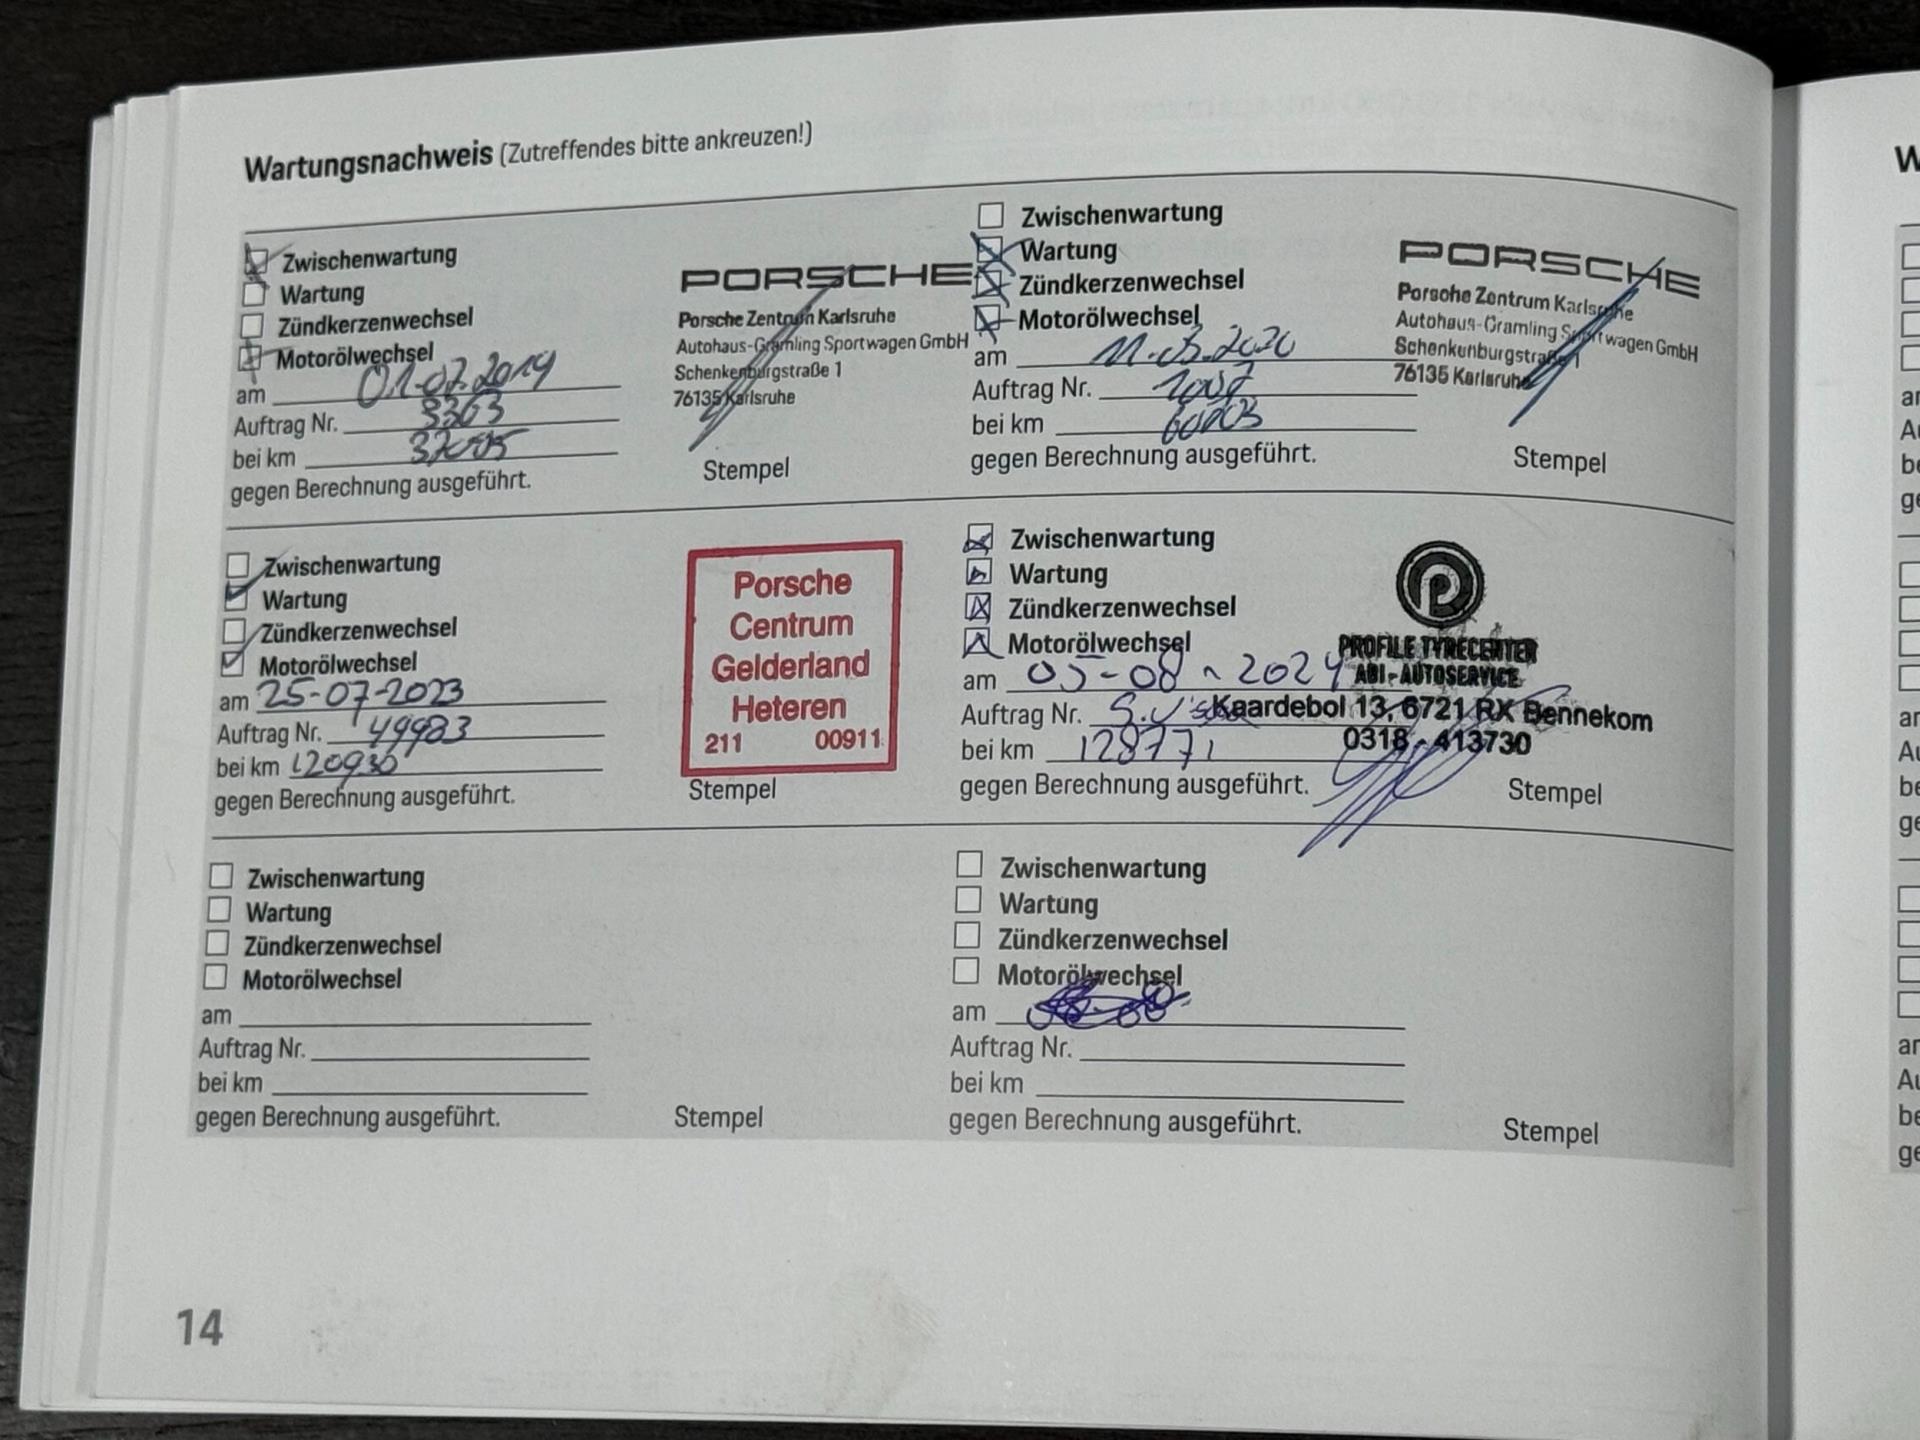 Wartungsnachweis (Zutreffendes bitte ankreuzen!)
Zwischenwartung
Wartung
Zündkerzenwechsel
Motorölwechsel
am 01.07.2019
Auftrag Nr. 3363
bei km
gegen Berechnung ausgeführt.
PORSCHE
Porsche Zentrum Karlsruhe
Autohaus-Gramling Sportwagen GmbH
Schenkenburgstraße 1
76135 Karlsruhe
Stempel
Zwischenwartung
Wartung
Zündkerzenwechsel
Motorölwechsel
am 11.03.2020
Auftrag Nr.
bei km
gegen Berechnung ausgeführt.
PORSCHE
Porsche Zentrum Karlsruhe
Autohaus-Gramling Sportwagen GmbH
Schenkenburgstraße 1
76135 Karlsruhe
Stempel
Zwischenwartung
Wartung
Zündkerzenwechsel
Motorölwechsel
am 25-07-2023
Auftrag Nr. 49983
bei km 120930
gegen Berechnung ausgeführt.
Porsche
Centrum
Gelderland
Heteren
211 00911
Stempel
Zwischenwartung
Wartung
Zündkerzenwechsel
Motorölwechsel
am 05-08-2024
Auftrag Nr.
bei km 128771
gegen Berechnung ausgeführt.
PROFILE TYRECENTER
ABI-AUTOSERVICE
Kaardebol 13, 6721 RX Bennekom
0318-413730
Stempel
Zwischenwartung
Wartung
Zündkerzenwechsel
Motorölwechsel
am
Auftrag Nr.
bei km
gegen Berechnung ausgeführt.
Stempel
Zwischenwartung
Wartung
Zündkerzenwechsel
Motorölwechsel
am
Auftrag Nr.
bei km
gegen Berechnung ausgeführt.
Stempel
14